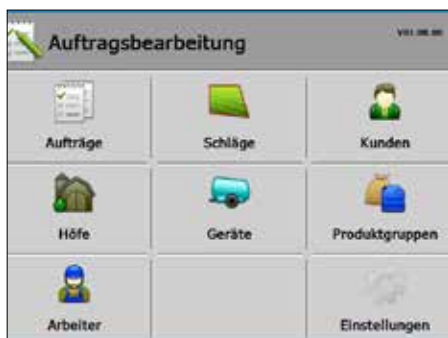 Auftragsbearbeitung
Aufträge Schläge Kunden
Höfe Geräte Produktgruppen
Arbeiter Einstellungen